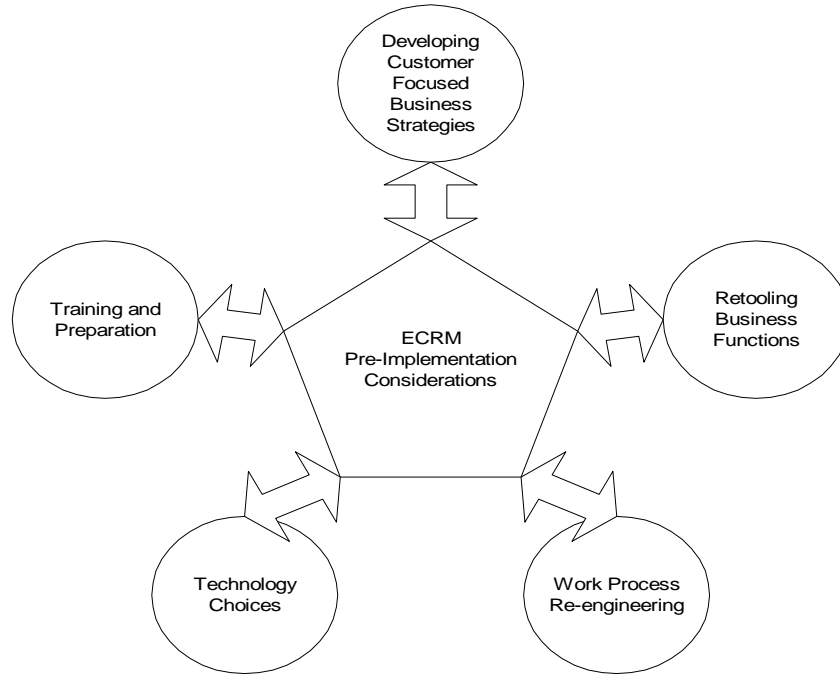 Developing
Customer
Focused
Business
Strategies
Training and
Preparation
ECRM
Pre-Implementation
Considerations
Retooling
Business
Functions
Technology
Choices
Work Process
Re-engineering